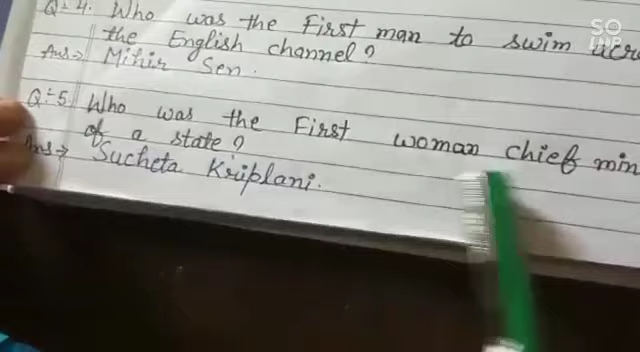 Q÷4. Who was the First man to swim
the English channel?
Ans→ Mihir Sen.
Q÷5 Who was the First woman chief min
of a state?
Ans→ Sucheta Kriplani.